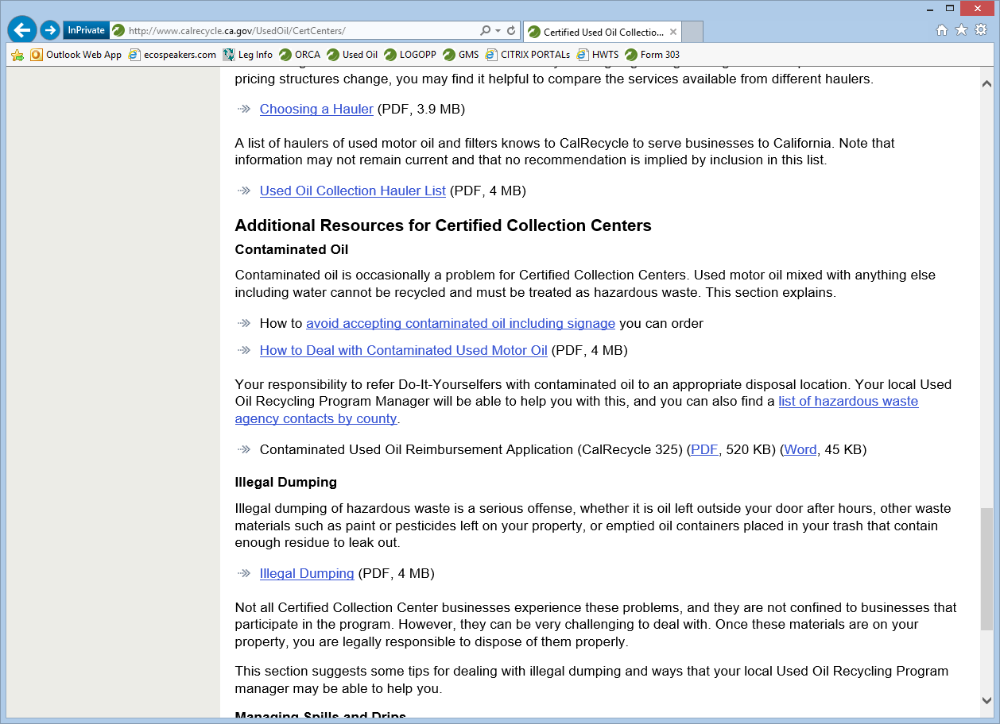 InPrivate http://www.calrecycle.ca.gov/UsedOil/CertCenters/ Certified Used Oil Collectio...
Outlook Web App ecospeakers.com Leg Info ORCA Used Oil LOGOPP GMS CITRIX PORTALs HWTS Form 303
pricing structures change, you may find it helpful to compare the services available from different haulers.
Choosing a Hauler (PDF, 3.9 MB)
A list of haulers of used motor oil and filters knows to CalRecycle to serve businesses to California. Note that
information may not remain current and that no recommendation is implied by inclusion in this list.
Used Oil Collection Hauler List (PDF, 4 MB)
Additional Resources for Certified Collection Centers
Contaminated Oil
Contaminated oil is occasionally a problem for Certified Collection Centers. Used motor oil mixed with anything else
including water cannot be recycled and must be treated as hazardous waste. This section explains.
How to avoid accepting contaminated oil including signage you can order
How to Deal with Contaminated Used Motor Oil (PDF, 4 MB)
Your responsibility to refer Do-It-Yourselfers with contaminated oil to an appropriate disposal location. Your local Used
Oil Recycling Program Manager will be able to help you with this, and you can also find a list of hazardous waste
agency contacts by county.
Contaminated Used Oil Reimbursement Application (CalRecycle 325) (PDF, 520 KB) (Word, 45 KB)
Illegal Dumping
Illegal dumping of hazardous waste is a serious offense, whether it is oil left outside your door after hours, other waste
materials such as paint or pesticides left on your property, or emptied oil containers placed in your trash that contain
enough residue to leak out.
Illegal Dumping (PDF, 4 MB)
Not all Certified Collection Center businesses experience these problems, and they are not confined to businesses that
participate in the program. However, they can be very challenging to deal with. Once these materials are on your
property, you are legally responsible to dispose of them properly.
This section suggests some tips for dealing with illegal dumping and ways that your local Used Oil Recycling Program
manager may be able to help you.
Managing Spills and Drips